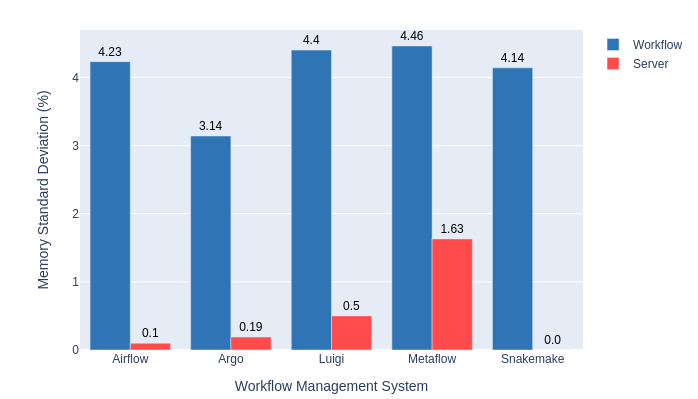 Workflow
Server
Memory Standard Deviation (%)
4
3
2
1
0
4.23
0.1
3.14
0.19
4.4
0.5
4.46
1.63
4.14
0.0
Airflow
Argo
Luigi
Metaflow
Snakemake
Workflow Management System